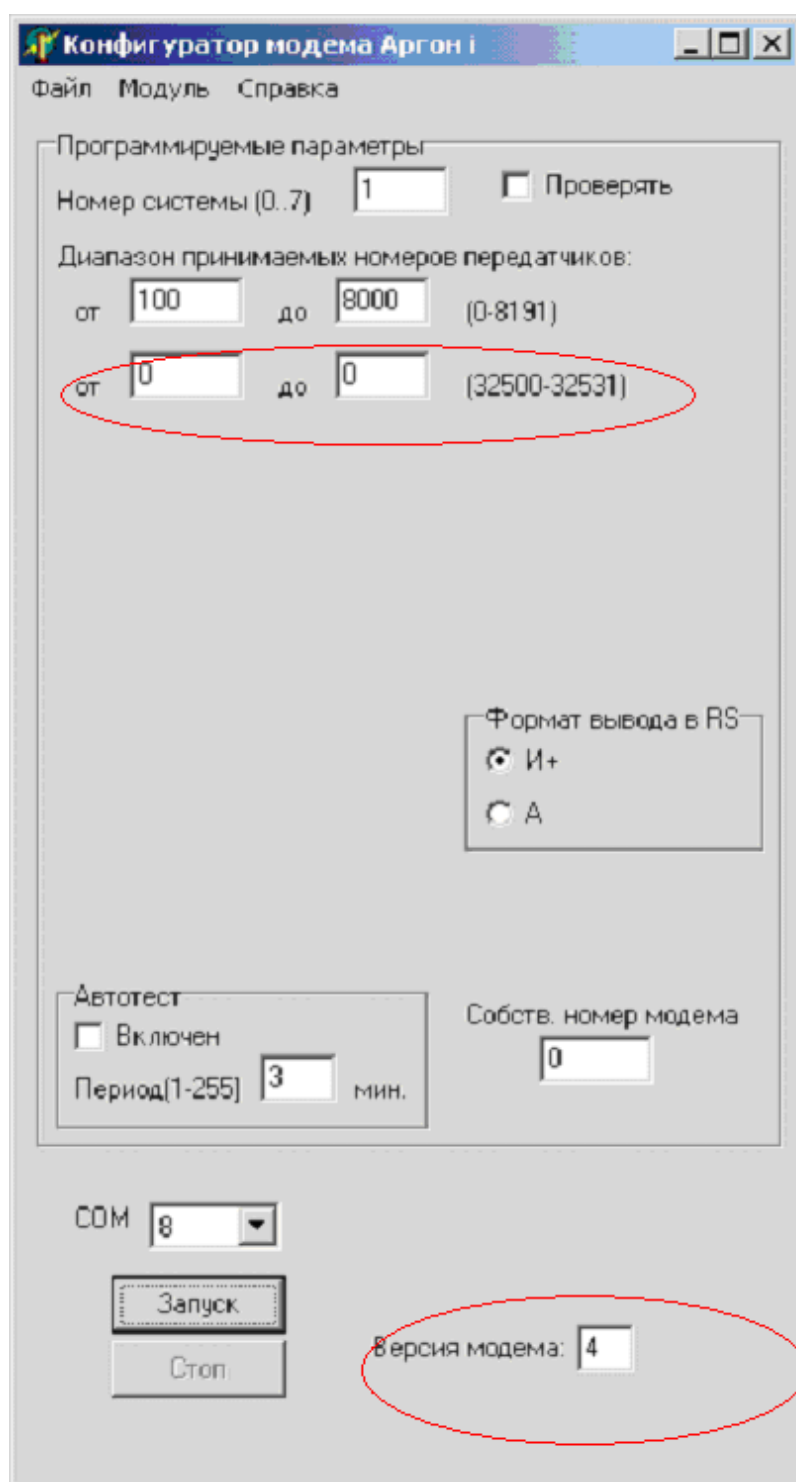 Конфигуратор модема Аргон i
Файл Модуль Справка
Программируемые параметры
Номер системы (0..7) 1 Проверять
Диапазон принимаемых номеров передатчиков:
от 100 до 8000 (0-8191)
от 0 до 0 (32500-32531)
Формат вывода в RS
И+
А
Автотест
Включен
Период(1-255) 3 мин.
Собств. номер модема
0
COM 8
Запуск
Стоп
Версия модема: 4